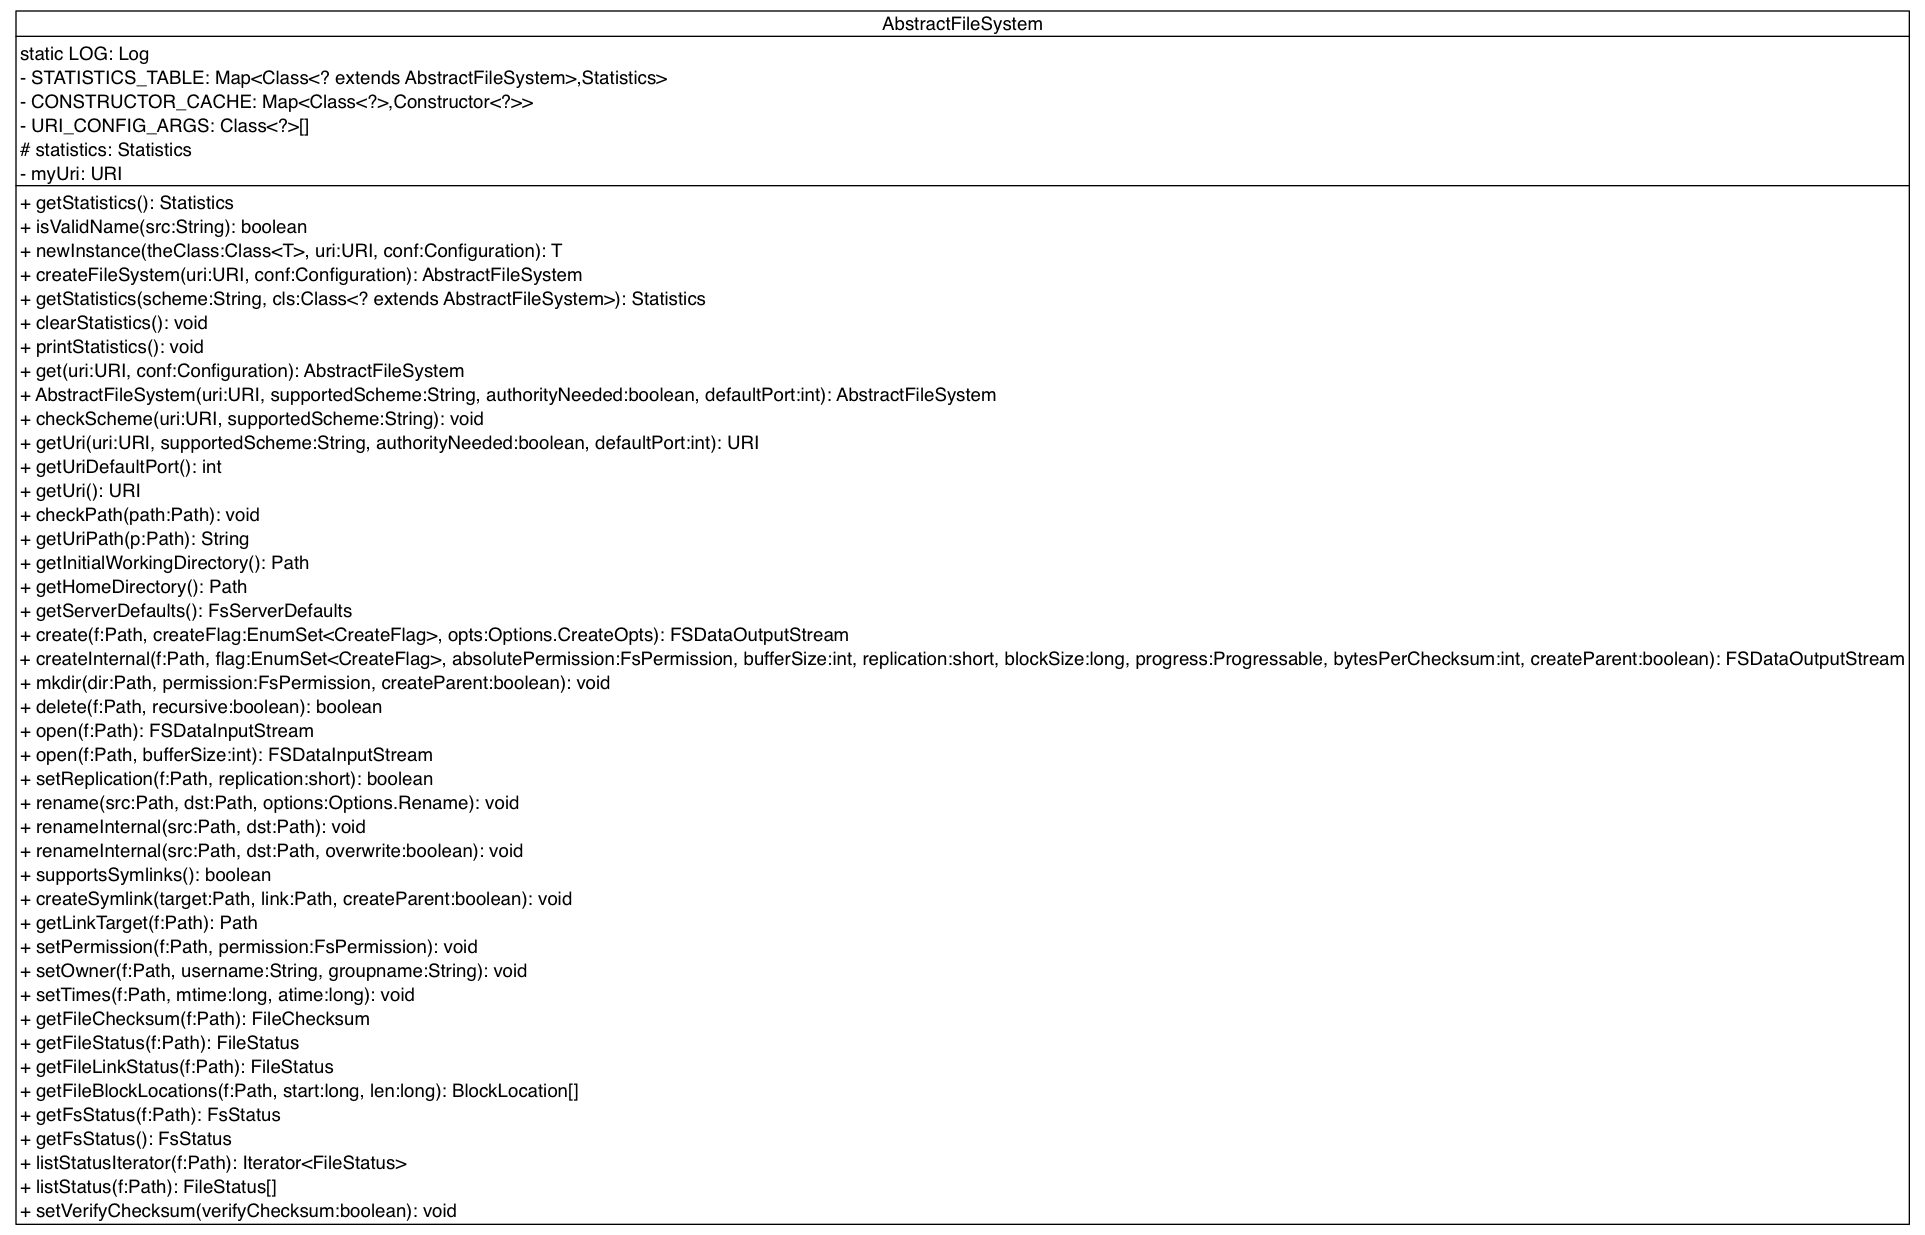 AbstractFileSystem
static LOG: Log
- STATISTICS_TABLE: Map<Class<? extends AbstractFileSystem>,Statistics>
- CONSTRUCTOR_CACHE: Map<Class<?>,Constructor<?>>
- URI_CONFIG_ARGS: Class<?>[]
# statistics: Statistics
- myUri: URI
+ getStatistics(): Statistics
+ isValidName(src:String): boolean
+ newInstance(theClass:Class<T>, uri:URI, conf:Configuration): T
+ createFileSystem(uri:URI, conf:Configuration): AbstractFileSystem
+ getStatistics(scheme:String, cls:Class<? extends AbstractFileSystem>): Statistics
+ clearStatistics(): void
+ printStatistics(): void
+ get(uri:URI, conf:Configuration): AbstractFileSystem
+ AbstractFileSystem(uri:URI, supportedScheme:String, authorityNeeded:boolean, defaultPort:int): AbstractFileSystem
+ checkScheme(uri:URI, supportedScheme:String): void
+ getUri(uri:URI, supportedScheme:String, authorityNeeded:boolean, defaultPort:int): URI
+ getUriDefaultPort(): int
+ getUri(): URI
+ checkPath(path:Path): void
+ getUriPath(p:Path): String
+ getInitialWorkingDirectory(): Path
+ getHomeDirectory(): Path
+ getServerDefaults(): FsServerDefaults
+ create(f:Path, createFlag:EnumSet<CreateFlag>, opts:Options.CreateOpts): FSDataOutputStream
+ createInternal(f:Path, flag:EnumSet<CreateFlag>, absolutePermission:FsPermission, bufferSize:int, replication:short, blockSize:long, progress:Progressable, bytesPerChecksum:int, createParent:boolean): FSDataOutputStream
+ mkdir(dir:Path, permission:FsPermission, createParent:boolean): void
+ delete(f:Path, recursive:boolean): boolean
+ open(f:Path): FSDataInputStream
+ open(f:Path, bufferSize:int): FSDataInputStream
+ setReplication(f:Path, replication:short): boolean
+ rename(src:Path, dst:Path, options:Options.Rename): void
+ renameInternal(src:Path, dst:Path): void
+ renameInternal(src:Path, dst:Path, overwrite:boolean): void
+ supportsSymlinks(): boolean
+ createSymlink(target:Path, link:Path, createParent:boolean): void
+ getLinkTarget(f:Path): Path
+ setPermission(f:Path, permission:FsPermission): void
+ setOwner(f:Path, username:String, groupname:String): void
+ setTimes(f:Path, mtime:long, atime:long): void
+ getFileChecksum(f:Path): FileChecksum
+ getFileStatus(f:Path): FileStatus
+ getFileLinkStatus(f:Path): FileStatus
+ getFileBlockLocations(f:Path, start:long, len:long): BlockLocation[]
+ getFsStatus(f:Path): FsStatus
+ getFsStatus(): FsStatus
+ listStatusIterator(f:Path): Iterator<FileStatus>
+ listStatus(f:Path): FileStatus[]
+ setVerifyChecksum(verifyChecksum:boolean): void